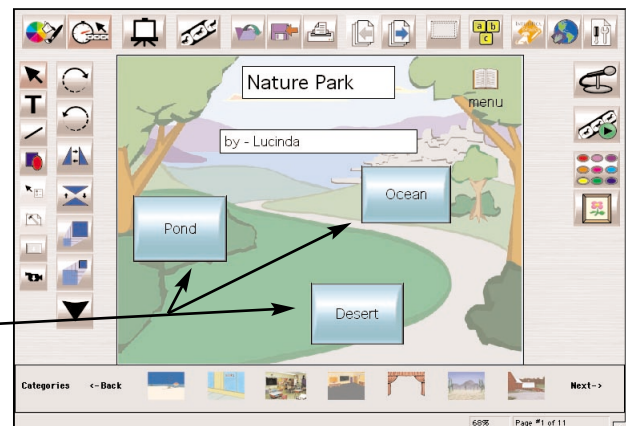 a b
c
Nature Park
menu
by - Lucinda
T
Ocean
Pond
Desert
Categories <-Back Next->
68% Page #1 of 11